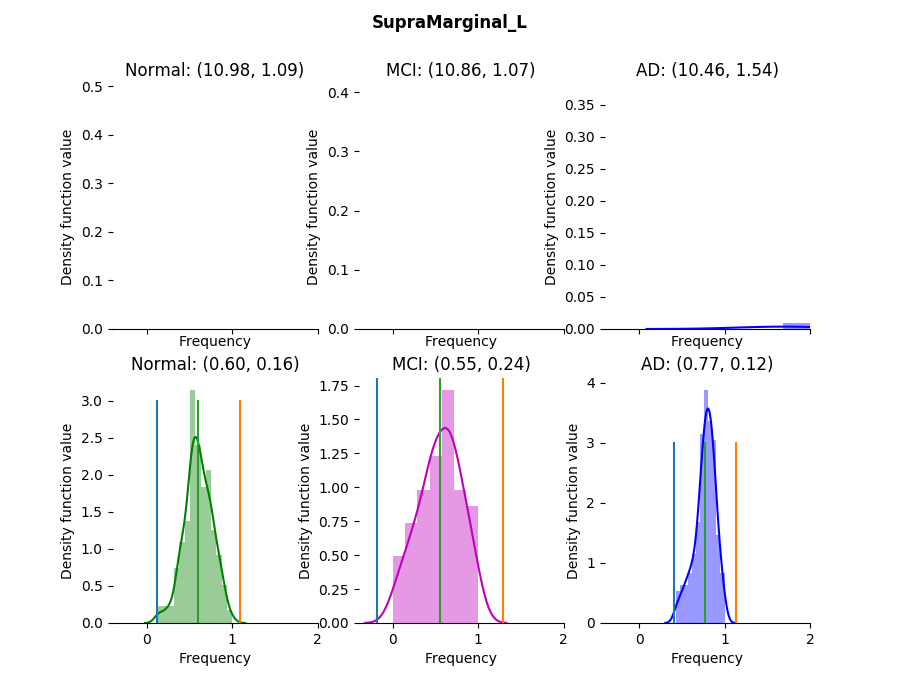 SupraMarginal_L
Normal: (10.98, 1.09)
MCI: (10.86, 1.07)
AD: (10.46, 1.54)
Density function value
0.5
0.4
0.3
0.2
0.1
0.0
Frequency
Density function value
0.4
0.3
0.2
0.1
0.0
Frequency
Density function value
0.35
0.30
0.25
0.20
0.15
0.10
0.05
0.00
Frequency
Normal: (0.60, 0.16)
MCI: (0.55, 0.24)
AD: (0.77, 0.12)
Density function value
3.0
2.5
2.0
1.5
1.0
0.5
0.0
0 1 2
Frequency
Density function value
1.75
1.50
1.25
1.00
0.75
0.50
0.25
0.00
0 1 2
Frequency
Density function value
4
3
2
1
0
0 1 2
Frequency